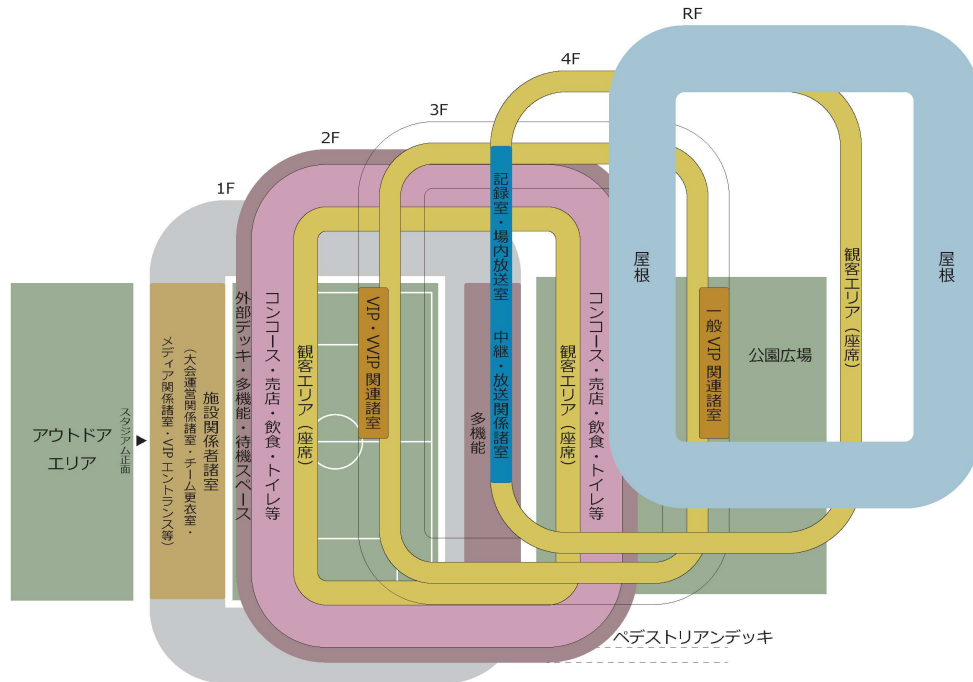 RF
4F
3F
2F
1F
アウトドア
エリア
スタジアム正面
施設関係者諸室
（大会運営関係諸室・チーム更衣室・
メディア関係諸室・VIPエントランス等）
外部デッキ・多機能・待機スペース
コンコース・売店・飲食・トイレ等
観客エリア（座席）
VIP・VVIP関連諸室
多機能
記録室・場内放送室　中継・放送関係諸室
観客エリア（座席）
コンコース・売店・飲食・トイレ等
屋根
一般VIP関連諸室
公園広場
観客エリア（座席）
屋根
ペデストリアンデッキ